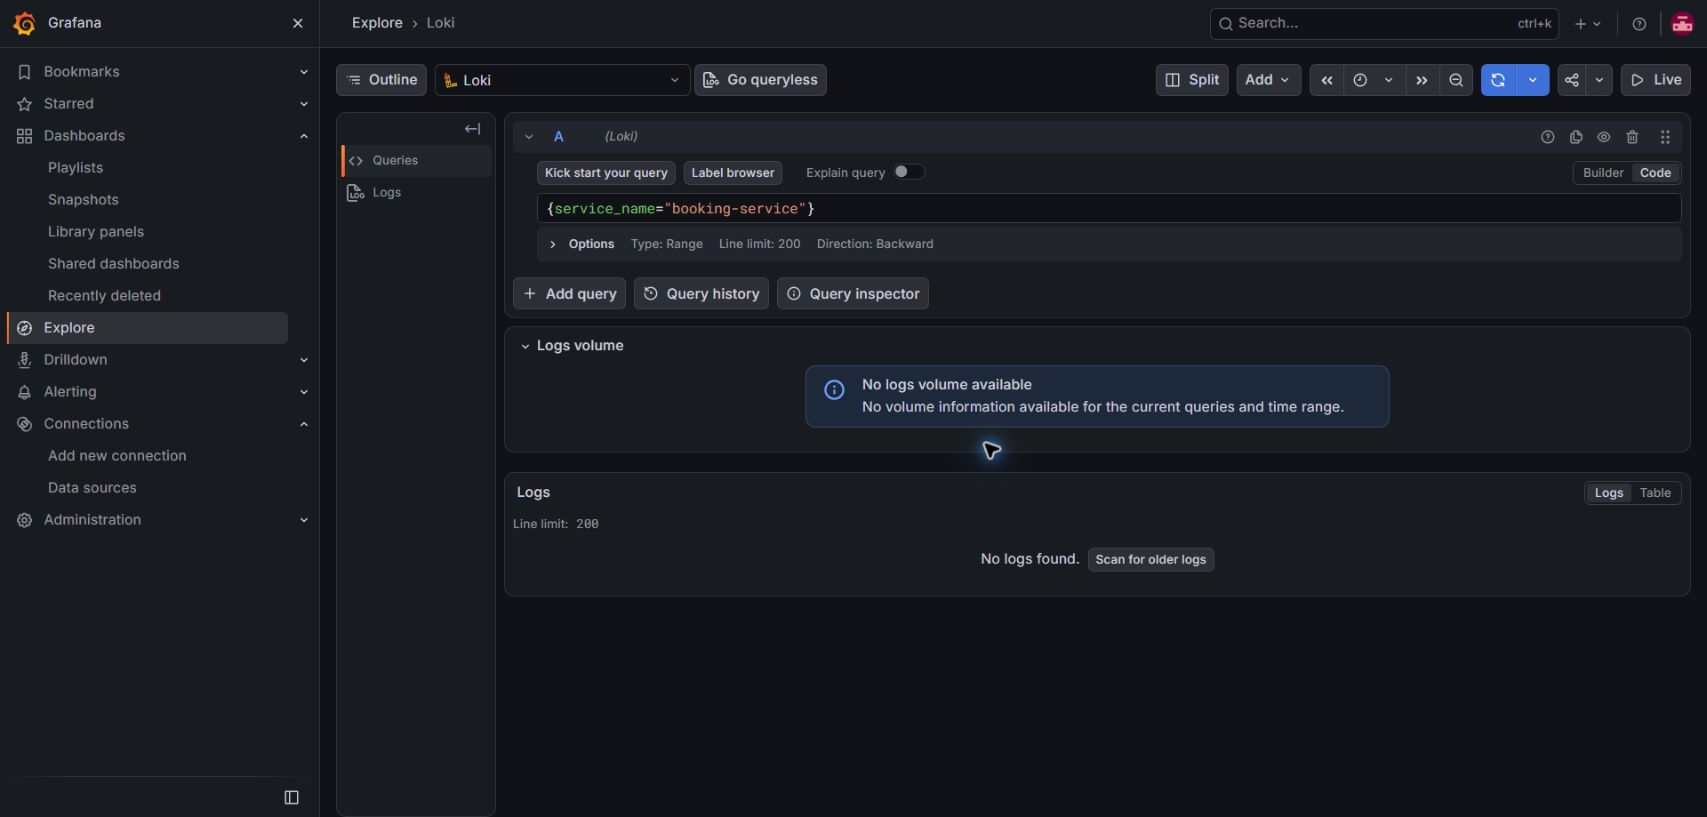 Grafana
Explore › Loki
Search... ctrl+k
Bookmarks
Starred
Dashboards
Playlists
Snapshots
Library panels
Shared dashboards
Recently deleted
Explore
Drilldown
Alerting
Connections
Add new connection
Data sources
Administration
Outline
Loki
Go queryless
Split
Add
Live
Queries
LOG Logs
A (Loki)
Kick start your query Label browser Explain query
Builder Code
{service_name="booking-service"}
Options Type: Range Line limit: 200 Direction: Backward
+ Add query Query history Query inspector
Logs volume
No logs volume available
No volume information available for the current queries and time range.
Logs
Logs Table
Line limit: 200
No logs found. Scan for older logs